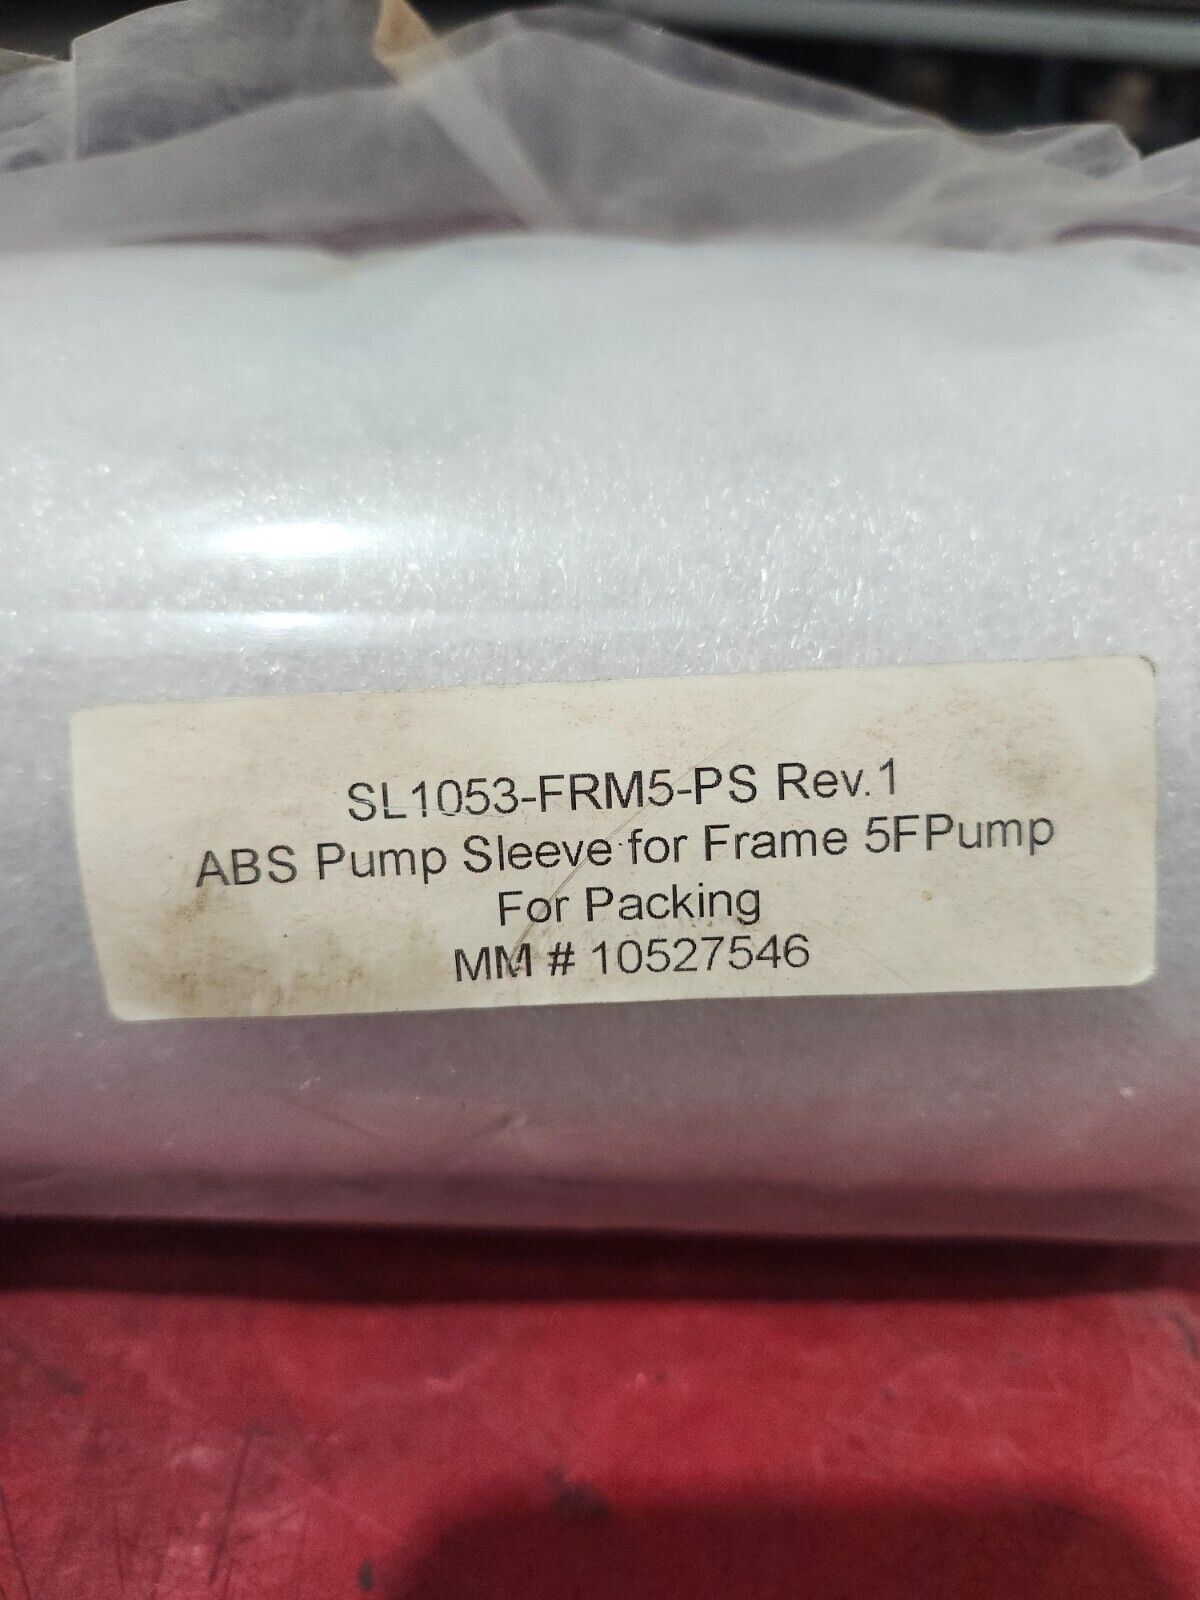 SL1053-FRM5-PS Rev.1
ABS Pump Sleeve for Frame 5FPump
For Packing
MM # 10527546